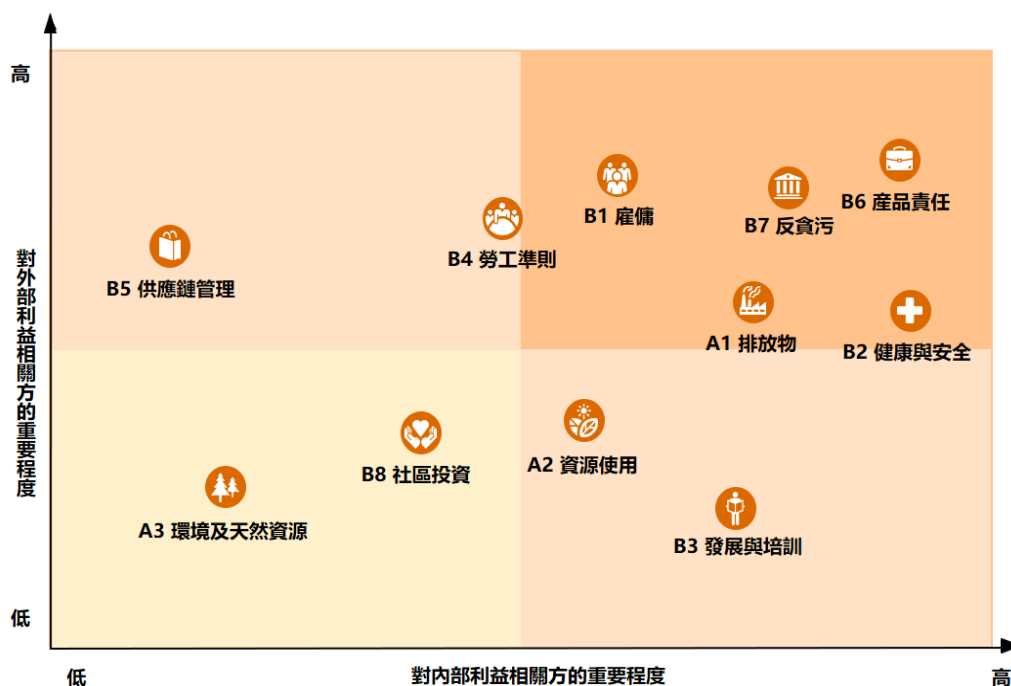 高
B6 產品責任
B1 雇傭
B7 反貪污
B4 勞工準則
B5 供應鏈管理
A1 排放物
B2 健康與安全
對外部利益相關方的重要程度
A2 資源使用
B8 社區投資
A3 環境及天然資源
B3 發展與培訓
低
低
對内部利益相關方的重要程度
高